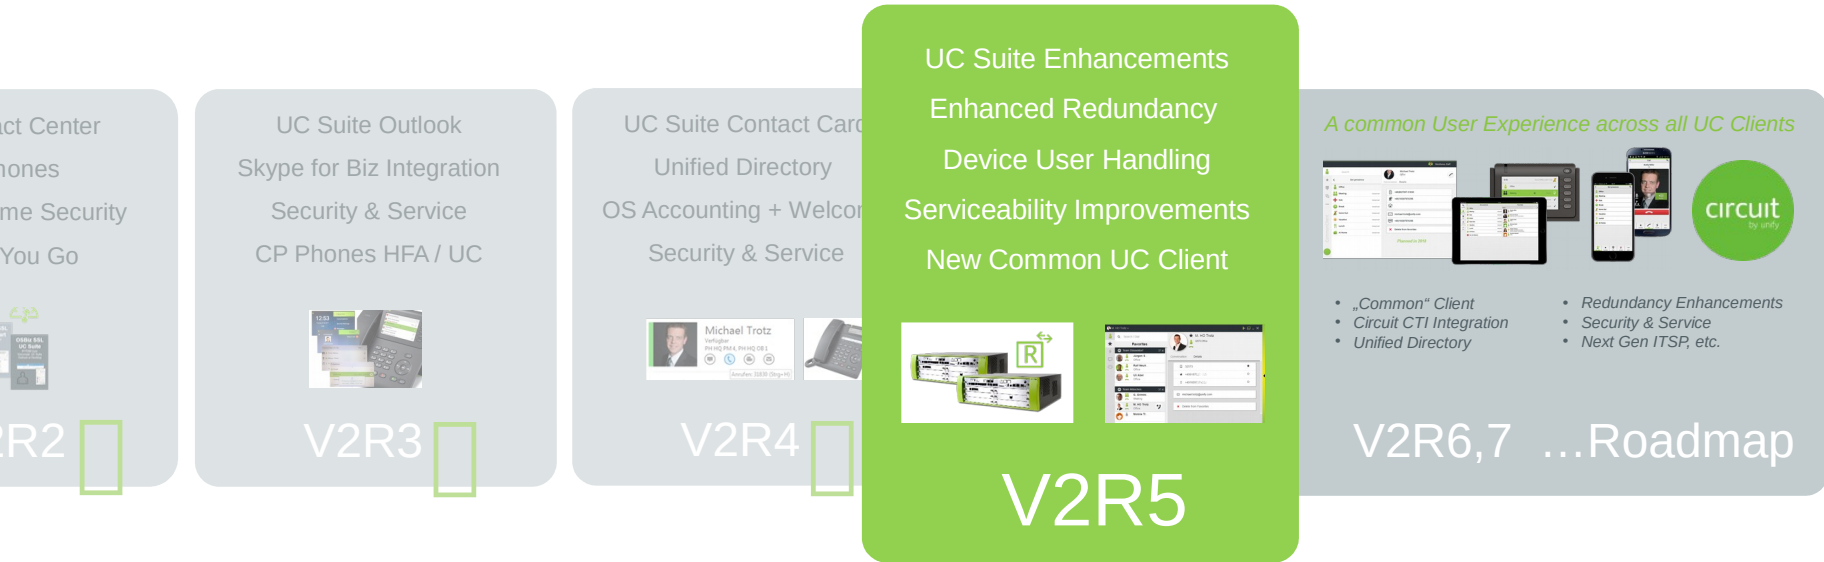 act Center
hones
me Security
You Go
2R2
UC Suite Outlook
Skype for Biz Integration
Security & Service
CP Phones HFA / UC
V2R3
UC Suite Contact Card
Unified Directory
OS Accounting + Welcom
Security & Service
Michael Trotz
V2R4
UC Suite Enhancements
Enhanced Redundancy
Device User Handling
Serviceability Improvements
New Common UC Client
R
Favorites
V2R5
A common User Experience across all UC Clients
circuit
by unify
• „Common“ Client
• Circuit CTI Integration
• Unified Directory
• Redundancy Enhancements
• Security & Service
• Next Gen ITSP, etc.
V2R6,7 …Roadmap